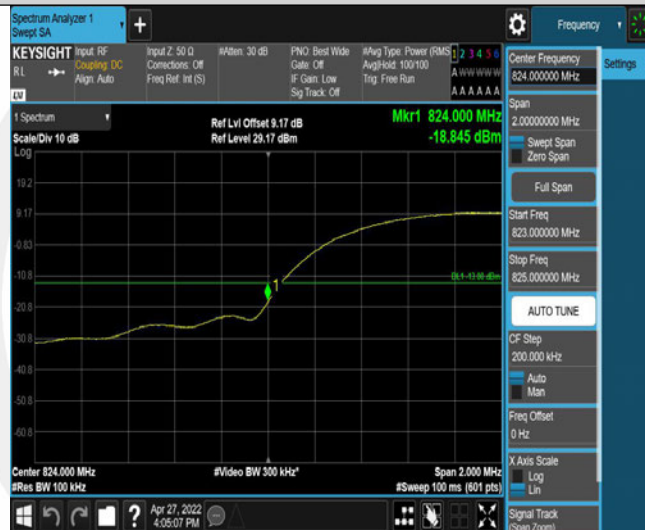 Spectrum Analyzer 1
Swept SA
+
Frequency
KEYSIGHT
RL
Input: RF
Coupling: DC
Align: Auto
Input Z: 50 Ω
Corrections: Off
Freq Ref: Int (S)
#Atten: 30 dB
PNO: Best Wide
Gate: Off
IF Gain: Low
Sig Track: Off
#Avg Type: Power (RMS
Avg|Hold: 100/100
Trig: Free Run
1 2 3 4 5 6
A W W W W W
A A A A A A
1 Spectrum
Scale/Div 10 dB
Log
Ref Lvl Offset 9.17 dB
Ref Level 29.17 dBm
Mkr1 824.000 MHz
-18.845 dBm
19.2
9.17
-0.83
-10.8
-20.8
-30.8
-40.8
-50.8
-60.8
1
DL1 -13.00 dBm
Center 824.000 MHz
#Res BW 100 kHz
#Video BW 300 kHz*
Span 2.000 MHz
#Sweep 100 ms (601 pts)
Apr 27, 2022
4:05:07 PM
?
Settings
Center Frequency
824.000000 MHz
Span
2.00000000 MHz
Swept Span
Zero Span
Full Span
Start Freq
823.000000 MHz
Stop Freq
825.000000 MHz
AUTO TUNE
CF Step
200.000 kHz
Auto
Man
Freq Offset
0 Hz
X Axis Scale
Log
Lin
Signal Track
(Span Zoom)